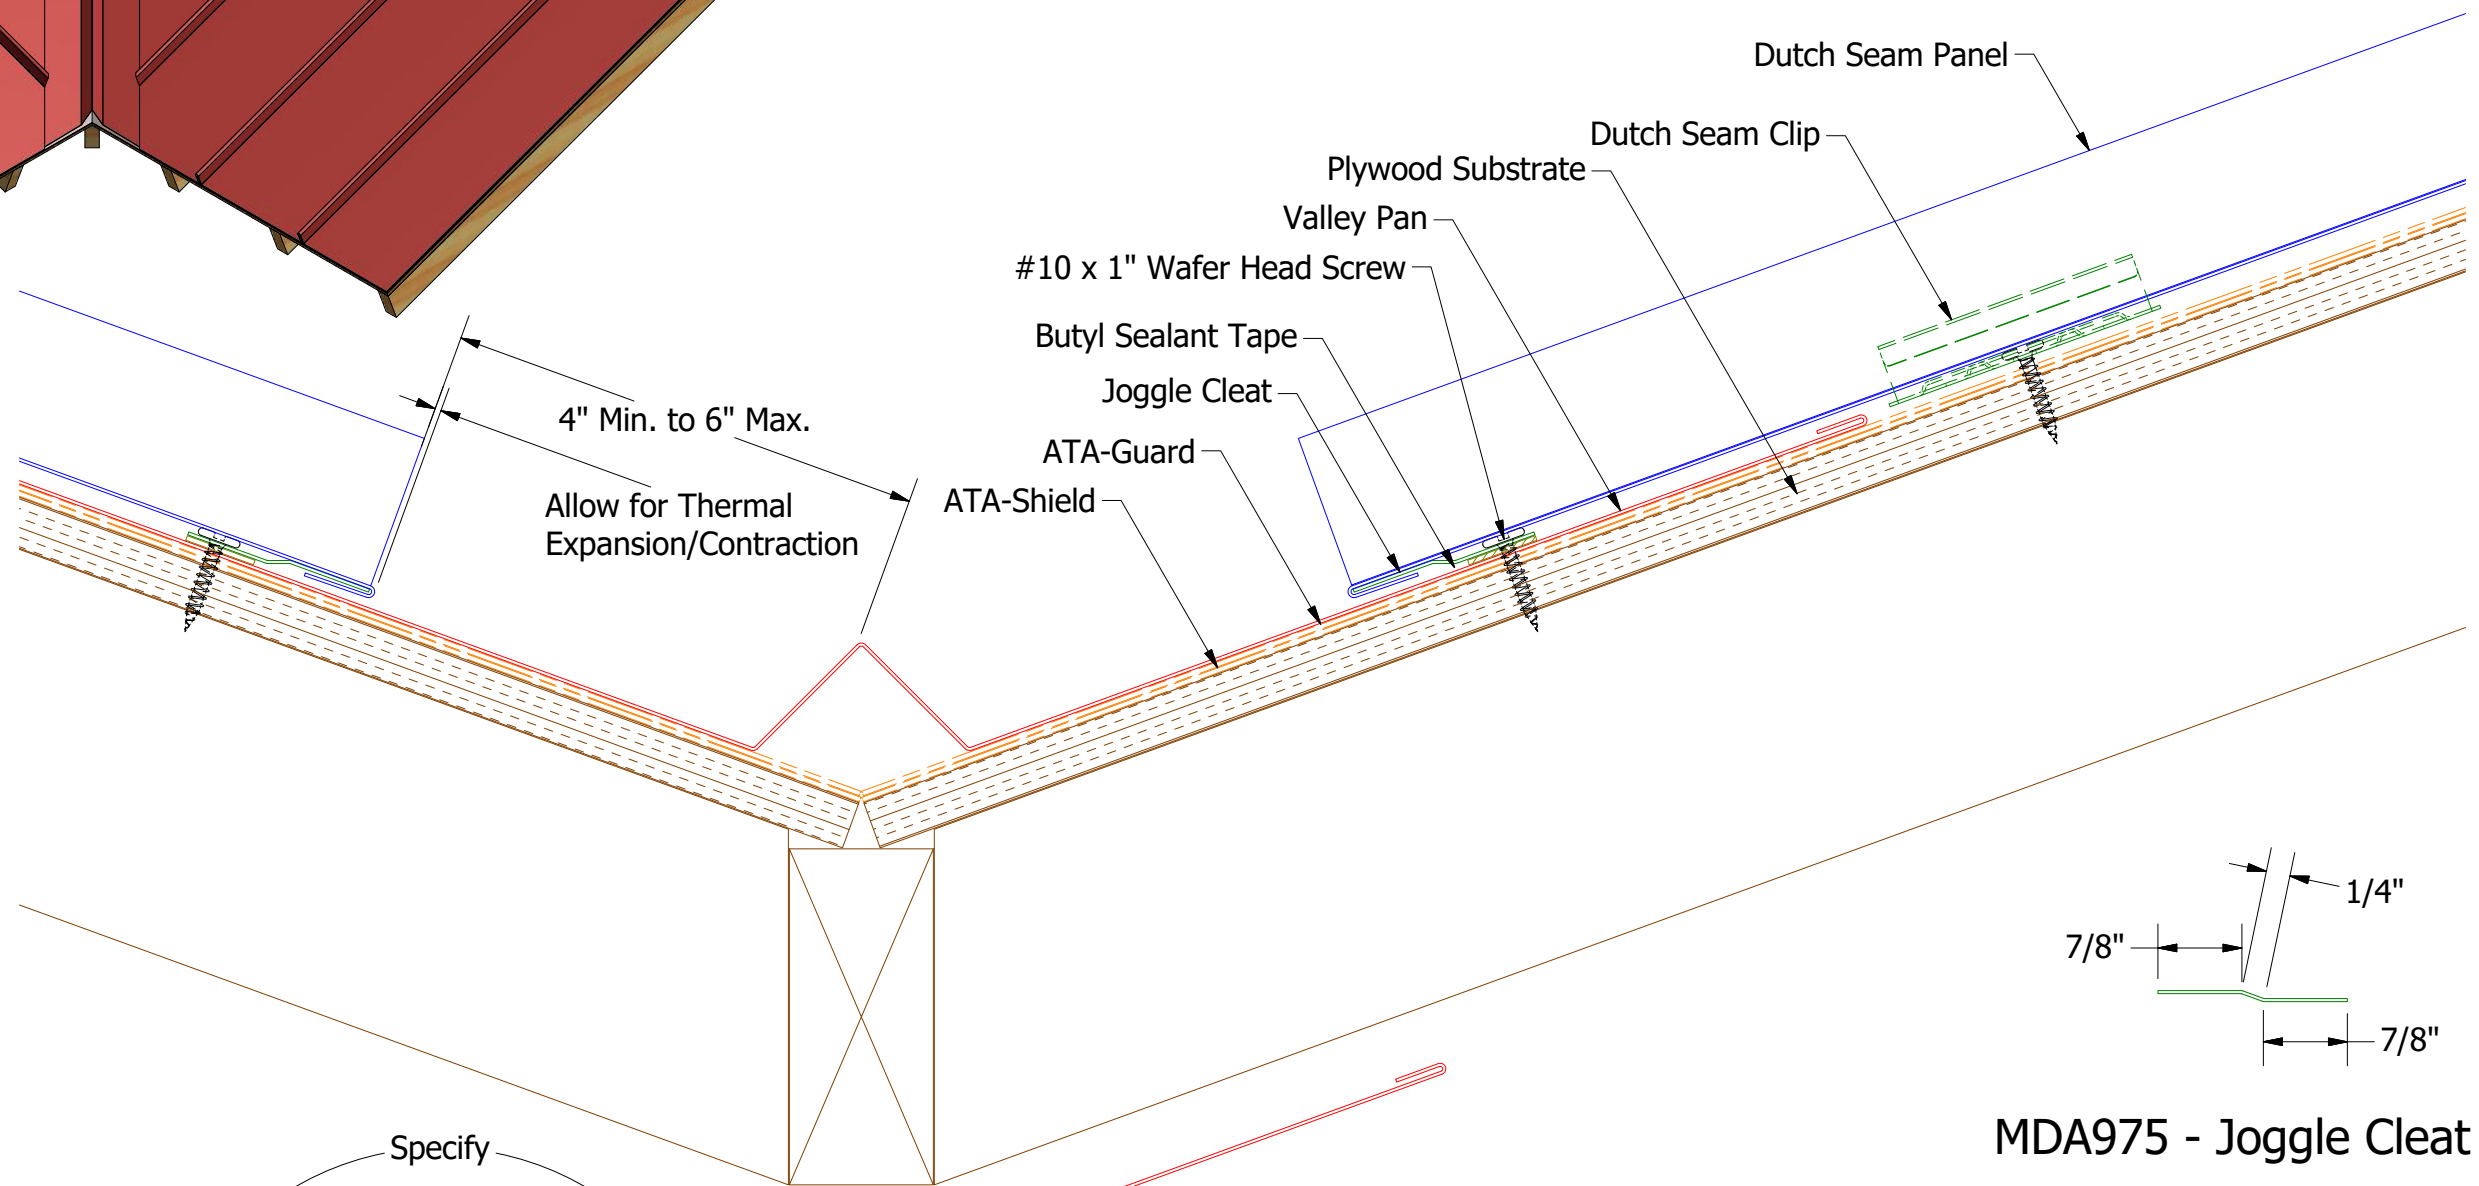 Dutch Seam Panel
Dutch Seam Clip
Plywood Substrate
Valley Pan
#10 x 1" Wafer Head Screw
Butyl Sealant Tape
Joggle Cleat
ATA-Guard
ATA-Shield
4" Min. to 6" Max.
Allow for Thermal
Expansion/Contraction
1/4"
7/8"
7/8"
MDA975 - Joggle Cleat
Specify